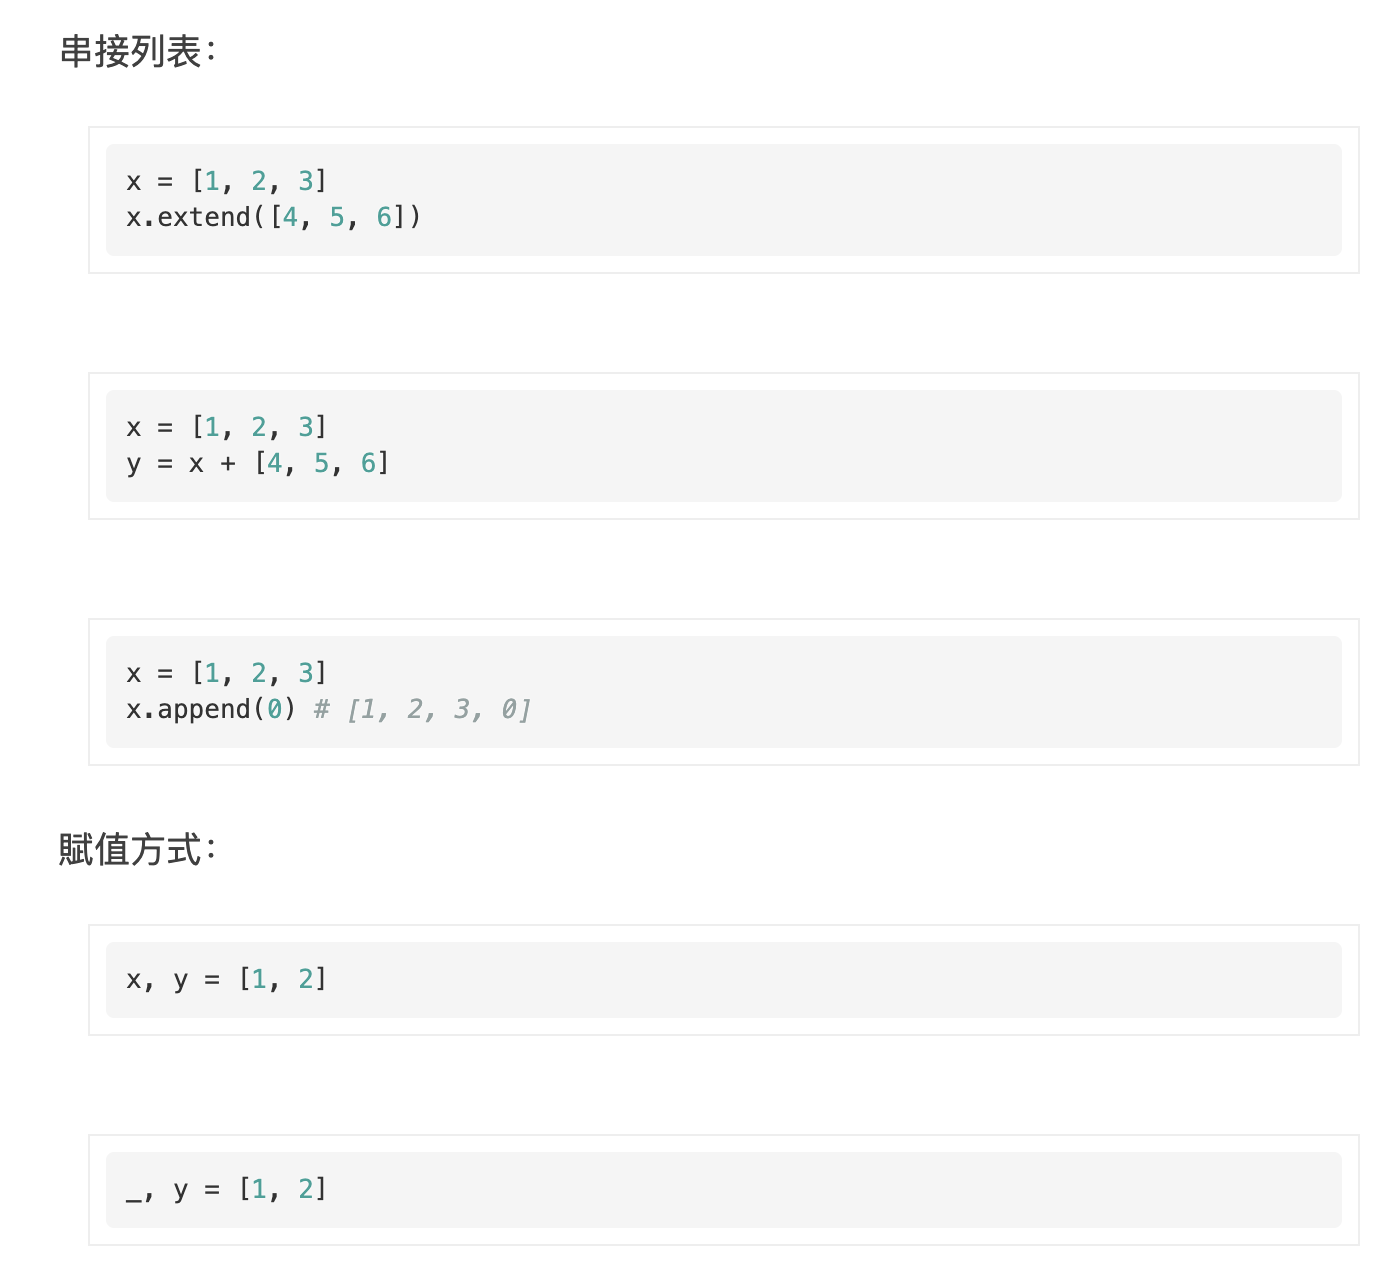 串接列表：
x = [1, 2, 3]
x.extend([4, 5, 6])
x = [1, 2, 3]
y = x + [4, 5, 6]
x = [1, 2, 3]
x.append(0) # [1, 2, 3, 0]
賦值方式：
x, y = [1, 2]
_, y = [1, 2]